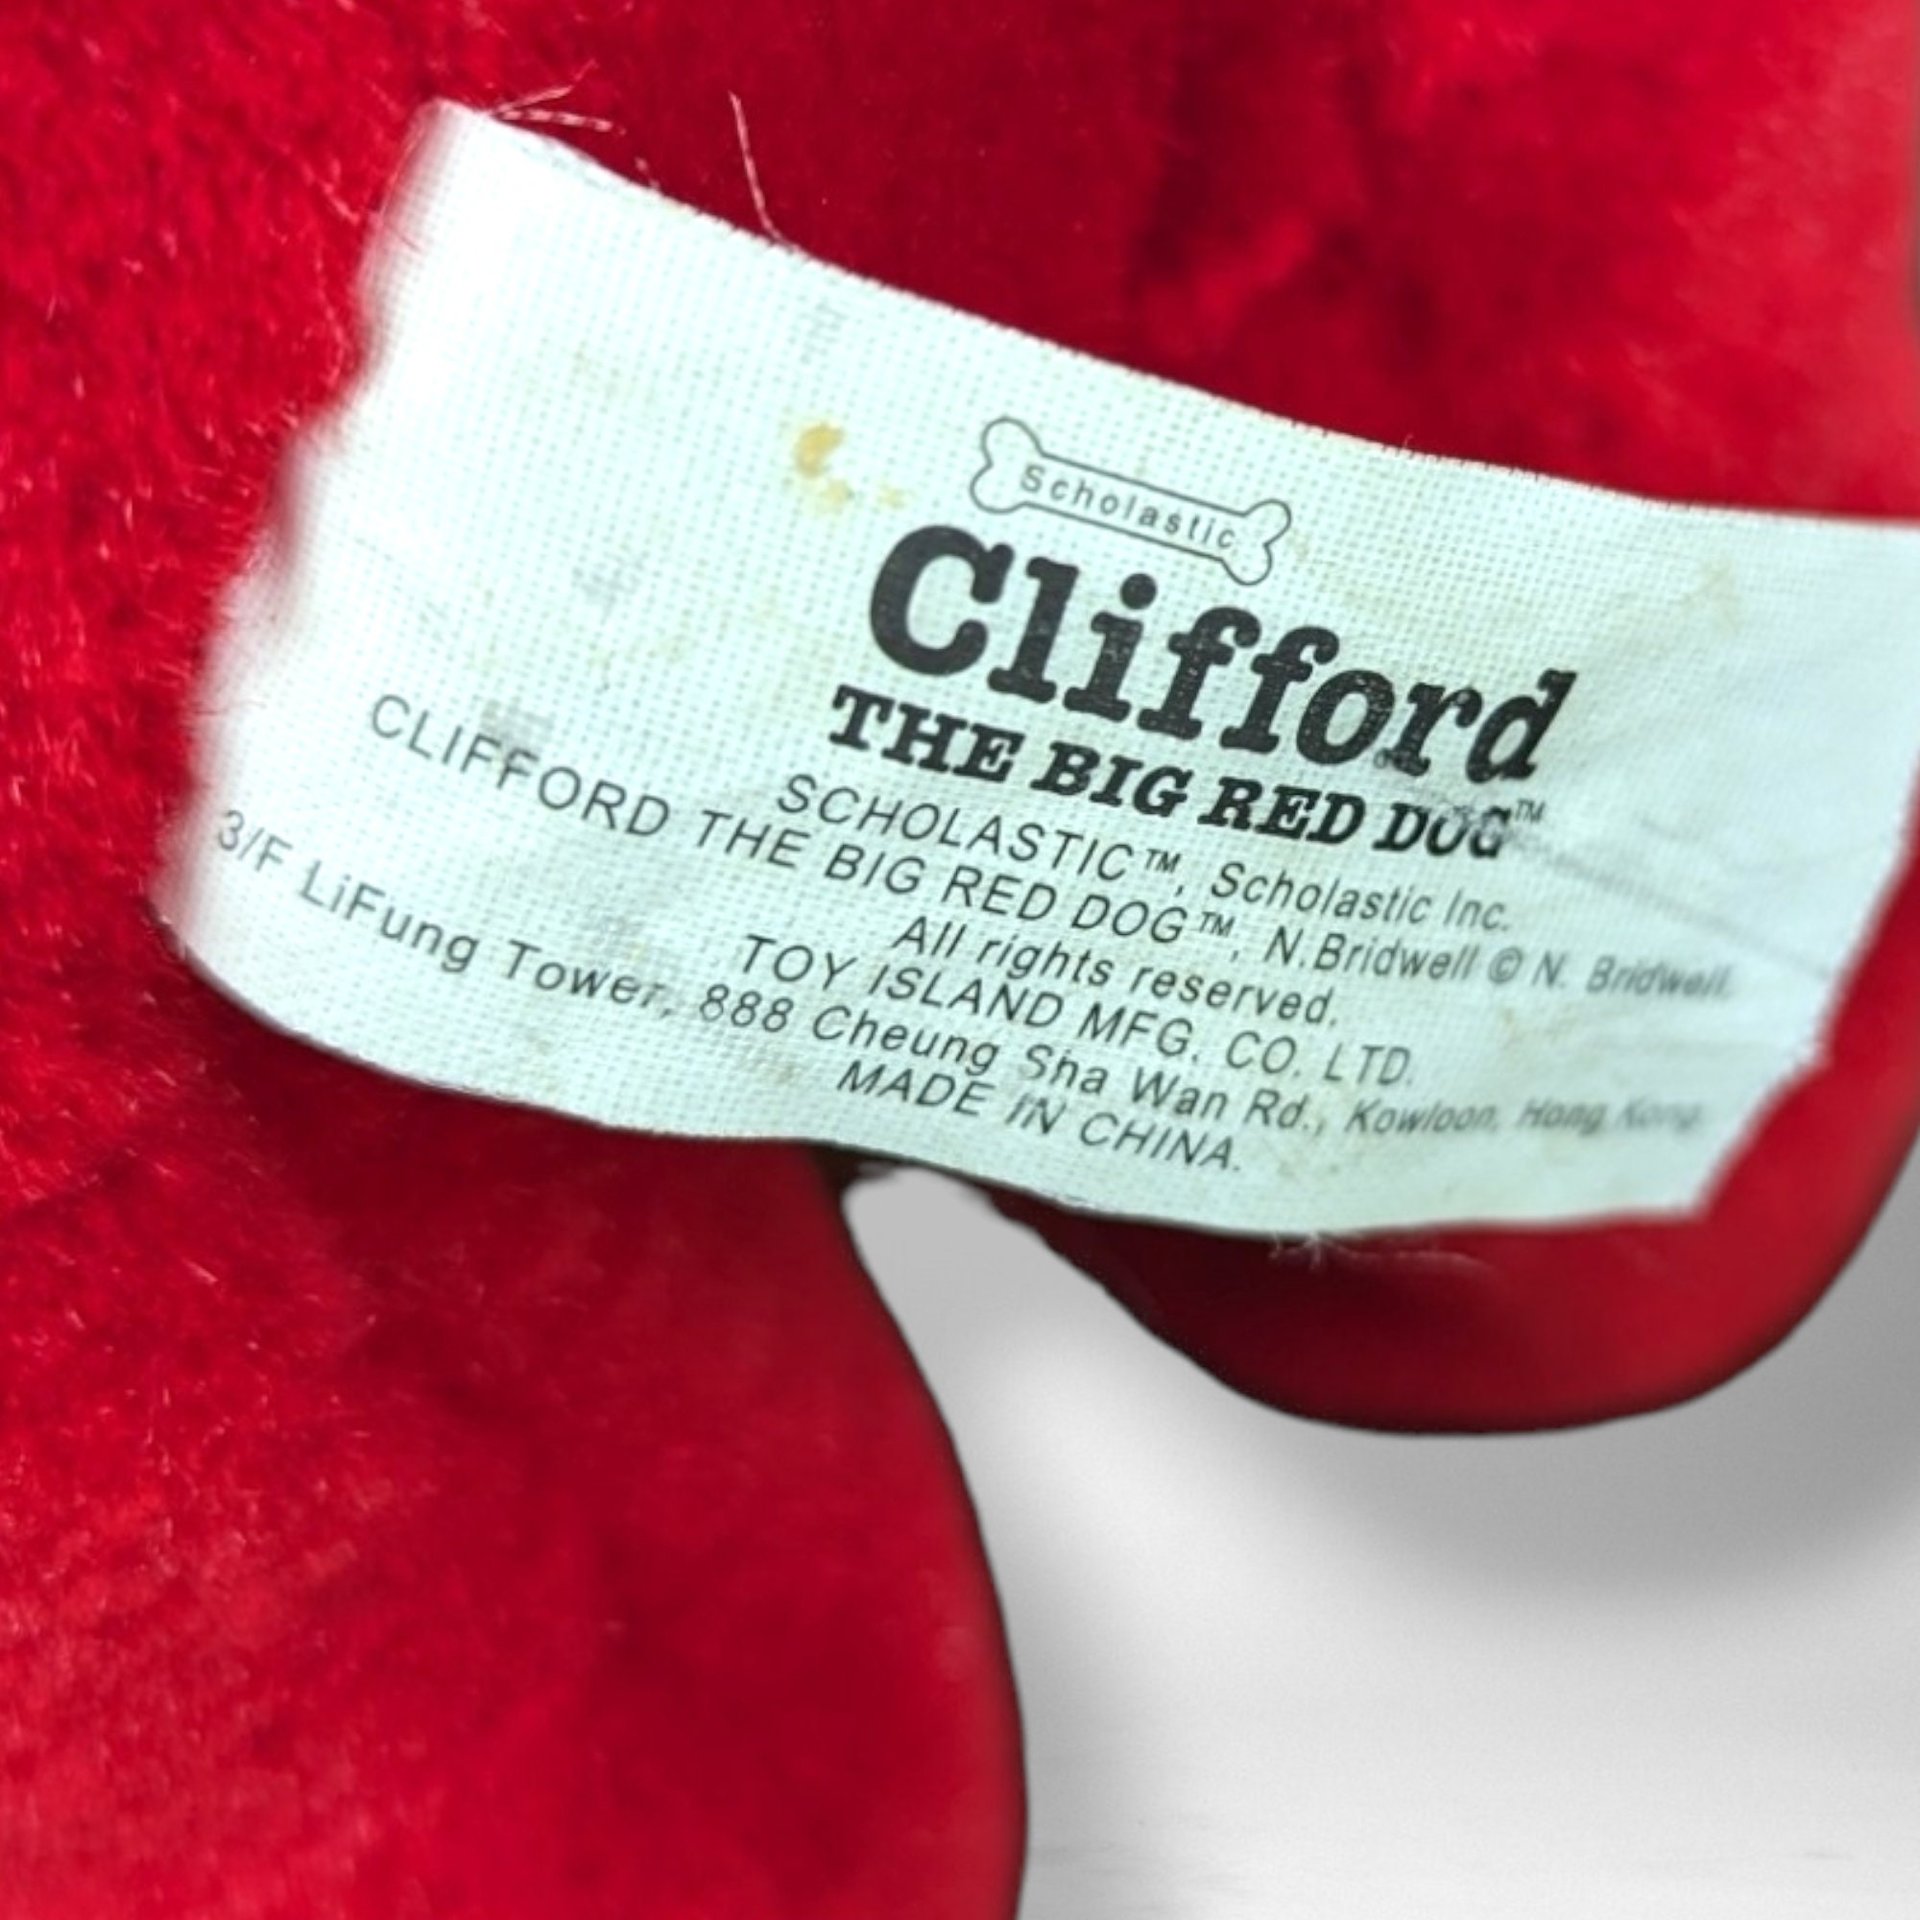 Scholastic
Clifford
THE BIG RED DOG™
SCHOLASTIC™, Scholastic Inc.
CLIFFORD THE BIG RED DOG™, N.Bridwell © N. Bridwell.
All rights reserved.
TOY ISLAND MFG. CO. LTD.
3/F LiFung Tower, 888 Cheung Sha Wan Rd., Kowloon, Hong Kong.
MADE IN CHINA.